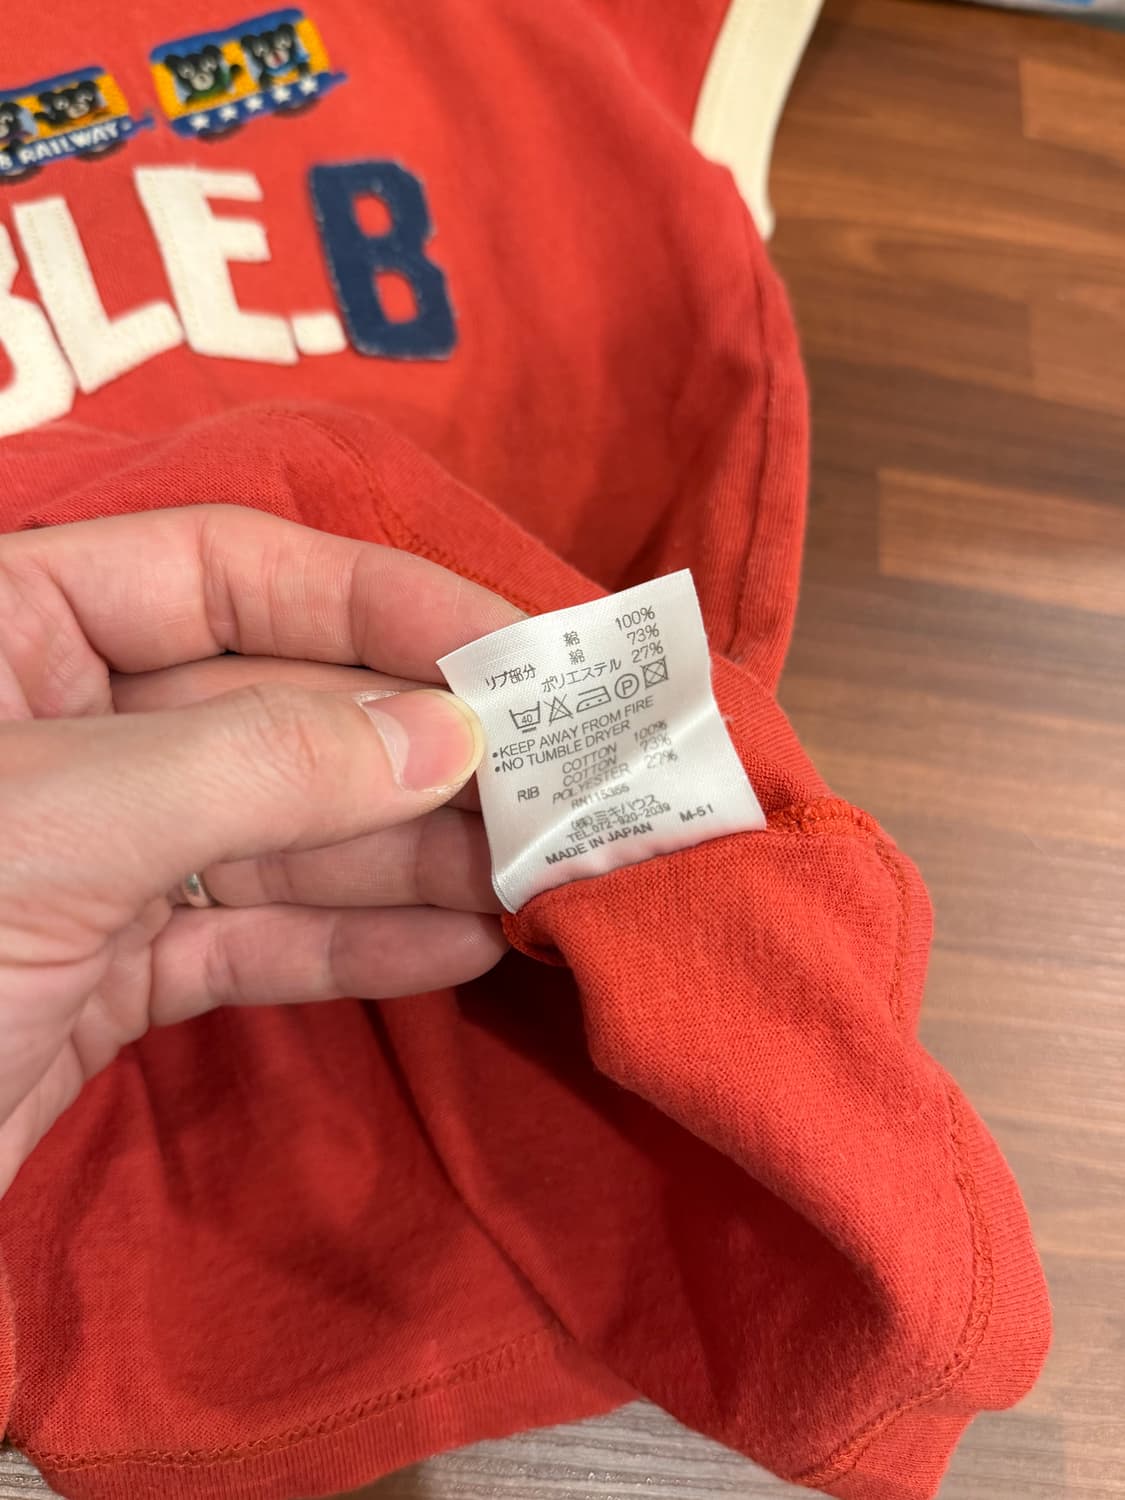 RAILWAY
BLE.B
綿 100%
リブ部分 綿 73%
ポリエステル 27%
40 P
•KEEP AWAY FROM FIRE
•NO TUMBLE DRYER
COTTON 100%
RIB COTTON 73%
POLYESTER 27%
RN115355
(株)ミキハウス
TEL.072-920-2039
MADE IN JAPAN M-51